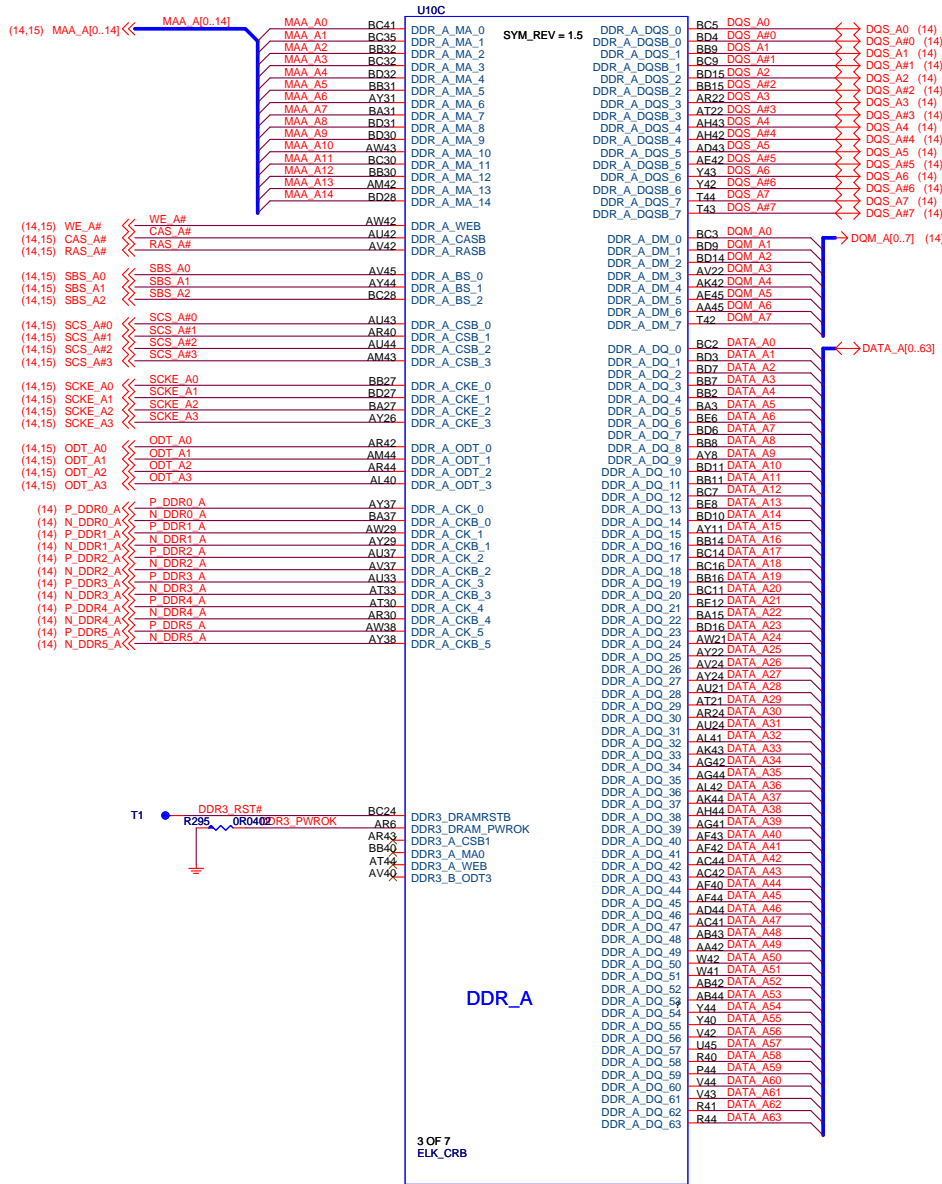 U10C
SYM_REV = 1.5
(14,15) MAA_A[0..14] MAA_A[0..14]
MAA_A0 BC41 DDR_A_MA_0
MAA_A1 BC35 DDR_A_MA_1
MAA_A2 BB32 DDR_A_MA_2
MAA_A3 BC32 DDR_A_MA_3
MAA_A4 BD32 DDR_A_MA_4
MAA_A5 BB31 DDR_A_MA_5
MAA_A6 AY31 DDR_A_MA_6
MAA_A7 BA31 DDR_A_MA_7
MAA_A8 BD31 DDR_A_MA_8
MAA_A9 BD30 DDR_A_MA_9
MAA_A10 AW43 DDR_A_MA_10
MAA_A11 BC30 DDR_A_MA_11
MAA_A12 BB30 DDR_A_MA_12
MAA_A13 AM42 DDR_A_MA_13
MAA_A14 BD28 DDR_A_MA_14
(14,15) WE_A# WE_A# AW42 DDR_A_WEB
(14,15) CAS_A# CAS_A# AU42 DDR_A_CASB
(14,15) RAS_A# RAS_A# AV42 DDR_A_RASB
(14,15) SBS_A0 SBS_A0 AV45 DDR_A_BS_0
(14,15) SBS_A1 SBS_A1 AY44 DDR_A_BS_1
(14,15) SBS_A2 SBS_A2 BC28 DDR_A_BS_2
(14,15) SCS_A#0 SCS_A#0 AU43 DDR_A_CSB_0
(14,15) SCS_A#1 SCS_A#1 AR40 DDR_A_CSB_1
(14,15) SCS_A#2 SCS_A#2 AU44 DDR_A_CSB_2
(14,15) SCS_A#3 SCS_A#3 AM43 DDR_A_CSB_3
(14,15) SCKE_A0 SCKE_A0 BB27 DDR_A_CKE_0
(14,15) SCKE_A1 SCKE_A1 BD27 DDR_A_CKE_1
(14,15) SCKE_A2 SCKE_A2 BA27 DDR_A_CKE_2
(14,15) SCKE_A3 SCKE_A3 AY26 DDR_A_CKE_3
(14,15) ODT_A0 ODT_A0 AR42 DDR_A_ODT_0
(14,15) ODT_A1 ODT_A1 AM44 DDR_A_ODT_1
(14,15) ODT_A2 ODT_A2 AR44 DDR_A_ODT_2
(14,15) ODT_A3 ODT_A3 AL40 DDR_A_ODT_3
(14) P_DDR0_A P_DDR0_A AY37 DDR_A_CK_0
(14) N_DDR0_A N_DDR0_A BA37 DDR_A_CKB_0
(14) P_DDR1_A P_DDR1_A AW29 DDR_A_CK_1
(14) N_DDR1_A N_DDR1_A AY29 DDR_A_CKB_1
(14) P_DDR2_A P_DDR2_A AU37 DDR_A_CK_2
(14) N_DDR2_A N_DDR2_A AV37 DDR_A_CKB_2
(14) P_DDR3_A P_DDR3_A AU33 DDR_A_CK_3
(14) N_DDR3_A N_DDR3_A AT33 DDR_A_CKB_3
(14) P_DDR4_A P_DDR4_A AT30 DDR_A_CK_4
(14) N_DDR4_A N_DDR4_A AR30 DDR_A_CKB_4
(14) P_DDR5_A P_DDR5_A AW38 DDR_A_CK_5
(14) N_DDR5_A N_DDR5_A AY38 DDR_A_CKB_5
T1 DDR3_RST# BC24 DDR3_DRAMRSTB
R295 0R0402 DDR3_PWROK AR6 DDR3_DRAM_PWROK
AR43 DDR3_A_CSB1
BB40 DDR3_A_MA0
AT44 DDR3_A_WEB
AV40 DDR3_B_ODT3
DDR_A
3 OF 7
ELK_CRB
DDR_A_DQS_0 BC5 DQS_A0 DQS_A0 (14)
DDR_A_DQSB_0 BD4 DQS_A#0 DQS_A#0 (14)
DDR_A_DQS_1 BB9 DQS_A1 DQS_A1 (14)
DDR_A_DQSB_1 BC9 DQS_A#1 DQS_A#1 (14)
DDR_A_DQS_2 BD15 DQS_A2 DQS_A2 (14)
DDR_A_DQSB_2 BB15 DQS_A#2 DQS_A#2 (14)
DDR_A_DQS_3 AR22 DQS_A3 DQS_A3 (14)
DDR_A_DQSB_3 AT22 DQS_A#3 DQS_A#3 (14)
DDR_A_DQS_4 AH43 DQS_A4 DQS_A4 (14)
DDR_A_DQSB_4 AH42 DQS_A#4 DQS_A#4 (14)
DDR_A_DQS_5 AD43 DQS_A5 DQS_A5 (14)
DDR_A_DQSB_5 AE42 DQS_A#5 DQS_A#5 (14)
DDR_A_DQS_6 Y43 DQS_A6 DQS_A6 (14)
DDR_A_DQSB_6 Y42 DQS_A#6 DQS_A#6 (14)
DDR_A_DQS_7 T44 DQS_A7 DQS_A7 (14)
DDR_A_DQSB_7 T43 DQS_A#7 DQS_A#7 (14)
DDR_A_DM_0 BC3 DQM_A0 DQM_A[0..7] (14)
DDR_A_DM_1 BD9 DQM_A1
DDR_A_DM_2 BD14 DQM_A2
DDR_A_DM_3 AV22 DQM_A3
DDR_A_DM_4 AK42 DQM_A4
DDR_A_DM_5 AE45 DQM_A5
DDR_A_DM_6 AA45 DQM_A6
DDR_A_DM_7 T42 DQM_A7
DDR_A_DQ_0 BC2 DATA_A0 DATA_A[0..63]
DDR_A_DQ_1 BD3 DATA_A1
DDR_A_DQ_2 BD7 DATA_A2
DDR_A_DQ_3 BB7 DATA_A3
DDR_A_DQ_4 BB2 DATA_A4
DDR_A_DQ_5 BA3 DATA_A5
DDR_A_DQ_6 BE6 DATA_A6
DDR_A_DQ_7 BD6 DATA_A7
DDR_A_DQ_8 BB8 DATA_A8
DDR_A_DQ_9 AY8 DATA_A9
DDR_A_DQ_10 BD11 DATA_A10
DDR_A_DQ_11 BB11 DATA_A11
DDR_A_DQ_12 BC7 DATA_A12
DDR_A_DQ_13 BE8 DATA_A13
DDR_A_DQ_14 BD10 DATA_A14
DDR_A_DQ_15 AY11 DATA_A15
DDR_A_DQ_16 BB14 DATA_A16
DDR_A_DQ_17 BC14 DATA_A17
DDR_A_DQ_18 BC16 DATA_A18
DDR_A_DQ_19 BB16 DATA_A19
DDR_A_DQ_20 BC11 DATA_A20
DDR_A_DQ_21 BE12 DATA_A21
DDR_A_DQ_22 BA15 DATA_A22
DDR_A_DQ_23 BD16 DATA_A23
DDR_A_DQ_24 AW21 DATA_A24
DDR_A_DQ_25 AY22 DATA_A25
DDR_A_DQ_26 AV24 DATA_A26
DDR_A_DQ_27 AY24 DATA_A27
DDR_A_DQ_28 AU21 DATA_A28
DDR_A_DQ_29 AT21 DATA_A29
DDR_A_DQ_30 AR24 DATA_A30
DDR_A_DQ_31 AU24 DATA_A31
DDR_A_DQ_32 AL41 DATA_A32
DDR_A_DQ_33 AK43 DATA_A33
DDR_A_DQ_34 AG42 DATA_A34
DDR_A_DQ_35 AG44 DATA_A35
DDR_A_DQ_36 AL42 DATA_A36
DDR_A_DQ_37 AK44 DATA_A37
DDR_A_DQ_38 AH44 DATA_A38
DDR_A_DQ_39 AG41 DATA_A39
DDR_A_DQ_40 AF43 DATA_A40
DDR_A_DQ_41 AF42 DATA_A41
DDR_A_DQ_42 AC44 DATA_A42
DDR_A_DQ_43 AC42 DATA_A43
DDR_A_DQ_44 AF40 DATA_A44
DDR_A_DQ_45 AF44 DATA_A45
DDR_A_DQ_46 AD44 DATA_A46
DDR_A_DQ_47 AC41 DATA_A47
DDR_A_DQ_48 AB43 DATA_A48
DDR_A_DQ_49 AA42 DATA_A49
DDR_A_DQ_50 W42 DATA_A50
DDR_A_DQ_51 W41 DATA_A51
DDR_A_DQ_52 AB42 DATA_A52
DDR_A_DQ_53 AB44 DATA_A53
DDR_A_DQ_54 Y44 DATA_A54
DDR_A_DQ_55 Y40 DATA_A55
DDR_A_DQ_56 V42 DATA_A56
DDR_A_DQ_57 U45 DATA_A57
DDR_A_DQ_58 R40 DATA_A58
DDR_A_DQ_59 P44 DATA_A59
DDR_A_DQ_60 V44 DATA_A60
DDR_A_DQ_61 V43 DATA_A61
DDR_A_DQ_62 R41 DATA_A62
DDR_A_DQ_63 R44 DATA_A63